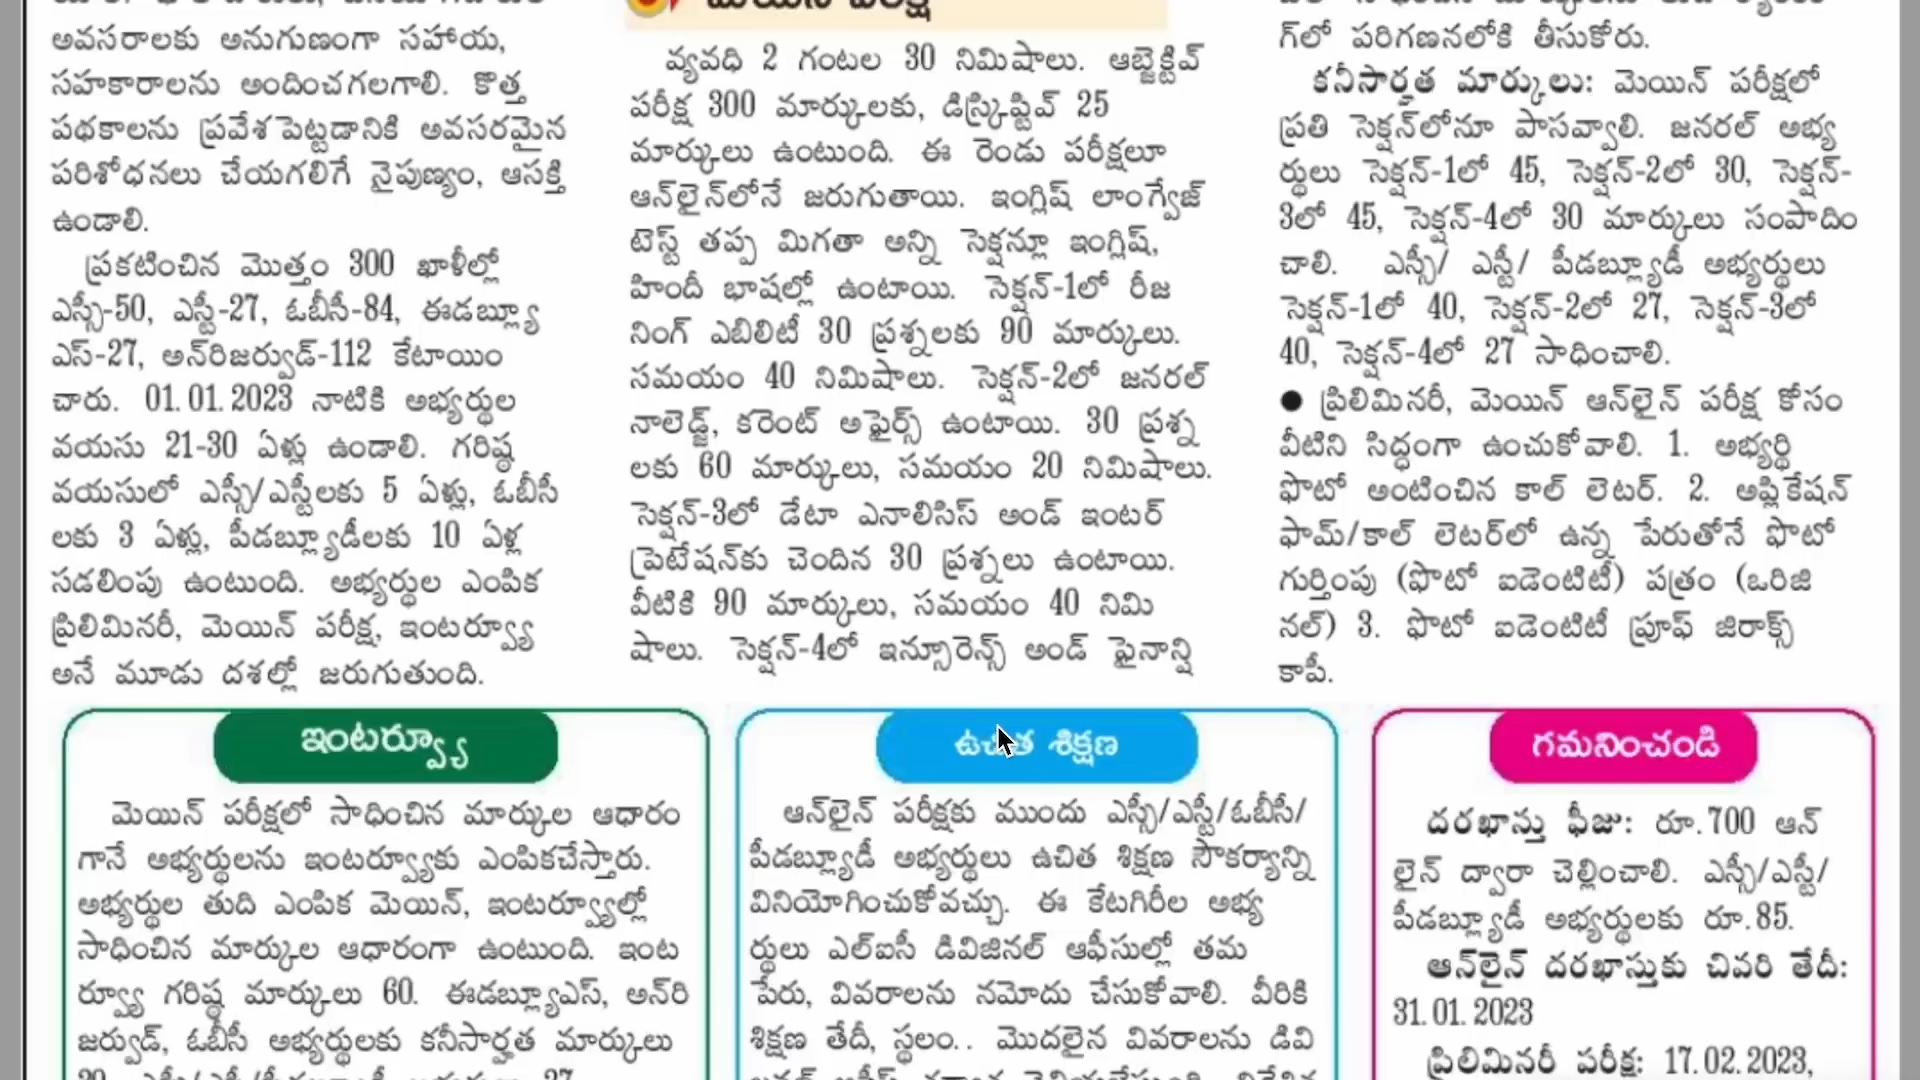 అవసరాలకు అనుగుణంగా సహాయ,
సహకారాలను అందించగలగాలి. కొత్త
పథకాలను ప్రవేశపెట్టడానికి అవసరమైన
పరిశోధనలు చేయగలిగే నైపుణ్యం, ఆసక్తి
ఉండాలి.
ప్రకటించిన మొత్తం 300 ఖాళీల్లో
ఎస్సీ-50, ఎస్టీ-27, ఓబీసీ-84, ఈడబ్ల్యూ
ఎస్-27, అన్‌రిజర్వుడ్-112 కేటాయిం
చారు. 01.01.2023 నాటికి అభ్యర్థుల
వయసు 21-30 ఏళ్లు ఉండాలి. గరిష్ఠ
వయసులో ఎస్సీ/ఎస్టీలకు 5 ఏళ్లు, ఓబీసీ
లకు 3 ఏళ్లు, పీడబ్ల్యూడీలకు 10 ఏళ్ల
సడలింపు ఉంటుంది. అభ్యర్థుల ఎంపిక
ప్రిలిమినరీ, మెయిన్ పరీక్ష, ఇంటర్వ్యూ
అనే మూడు దశల్లో జరుగుతుంది.
మెయిన్ పరీక్ష
వ్యవధి 2 గంటల 30 నిమిషాలు. ఆబ్జెక్టివ్
పరీక్ష 300 మార్కులకు, డిస్క్రిప్టివ్ 25
మార్కులు ఉంటుంది. ఈ రెండు పరీక్షలూ
ఆన్‌లైన్‌లోనే జరుగుతాయి. ఇంగ్లిష్ లాంగ్వేజ్
టెస్ట్ తప్ప మిగతా అన్ని సెక్షన్లూ ఇంగ్లిష్,
హిందీ భాషల్లో ఉంటాయి. సెక్షన్-1లో రీజ
నింగ్ ఎబిలిటీ 30 ప్రశ్నలకు 90 మార్కులు.
సమయం 40 నిమిషాలు. సెక్షన్-2లో జనరల్
నాలెడ్జ్, కరెంట్ అఫైర్స్ ఉంటాయి. 30 ప్రశ్న
లకు 60 మార్కులు, సమయం 20 నిమిషాలు.
సెక్షన్-3లో డేటా ఎనాలిసిస్ అండ్ ఇంటర్
ప్రెటేషన్‌కు చెందిన 30 ప్రశ్నలు ఉంటాయి.
వీటికి 90 మార్కులు, సమయం 40 నిమి
షాలు. సెక్షన్-4లో ఇన్సూరెన్స్ అండ్ ఫైనాన్షి
గ్‌లో పరిగణనలోకి తీసుకోరు.
కనీసార్హత మార్కులు: మెయిన్ పరీక్షలో
ప్రతి సెక్షన్‌లోనూ పాసవ్వాలి. జనరల్ అభ్య
ర్థులు సెక్షన్-1లో 45, సెక్షన్-2లో 30, సెక్షన్-
3లో 45, సెక్షన్-4లో 30 మార్కులు సంపాదిం
చాలి. ఎస్సీ/ ఎస్టీ/ పీడబ్ల్యూడీ అభ్యర్థులు
సెక్షన్-1లో 40, సెక్షన్-2లో 27, సెక్షన్-3లో
40, సెక్షన్-4లో 27 సాధించాలి.
● ప్రిలిమినరీ, మెయిన్ ఆన్‌లైన్ పరీక్ష కోసం
వీటిని సిద్ధంగా ఉంచుకోవాలి. 1. అభ్యర్థి
ఫొటో అంటించిన కాల్ లెటర్. 2. అప్లికేషన్
ఫామ్/కాల్ లెటర్‌లో ఉన్న పేరుతోనే ఫొటో
గుర్తింపు (ఫొటో ఐడెంటిటీ) పత్రం (ఒరిజి
నల్) 3. ఫొటో ఐడెంటిటీ ప్రూఫ్ జిరాక్స్
కాపీ.
ఇంటర్వ్యూ
మెయిన్ పరీక్షలో సాధించిన మార్కుల ఆధారం
గానే అభ్యర్థులను ఇంటర్వ్యూకు ఎంపికచేస్తారు.
అభ్యర్థుల తుది ఎంపిక మెయిన్, ఇంటర్వ్యూల్లో
సాధించిన మార్కుల ఆధారంగా ఉంటుంది. ఇంట
ర్వ్యూ గరిష్ఠ మార్కులు 60. ఈడబ్ల్యూఎస్, అన్‌రి
జర్వుడ్, ఓబీసీ అభ్యర్థులకు కనీసార్హత మార్కులు
ఉచిత శిక్షణ
ఆన్‌లైన్ పరీక్షకు ముందు ఎస్సీ/ఎస్టీ/ఓబీసీ/
పీడబ్ల్యూడీ అభ్యర్థులు ఉచిత శిక్షణ సౌకర్యాన్ని
వినియోగించుకోవచ్చు. ఈ కేటగిరీల అభ్య
ర్థులు ఎల్ఐసీ డివిజినల్ ఆఫీసుల్లో తమ
పేరు, వివరాలను నమోదు చేసుకోవాలి. వీరికి
శిక్షణ తేదీ, స్థలం.. మొదలైన వివరాలను డివి
గమనించండి
దరఖాస్తు ఫీజు: రూ.700 ఆన్
లైన్ ద్వారా చెల్లించాలి. ఎస్సీ/ఎస్టీ/
పీడబ్ల్యూడీ అభ్యర్థులకు రూ.85.
ఆన్‌లైన్ దరఖాస్తుకు చివరి తేదీ:
31.01.2023
ప్రిలిమినరీ పరీక్ష: 17.02.2023,